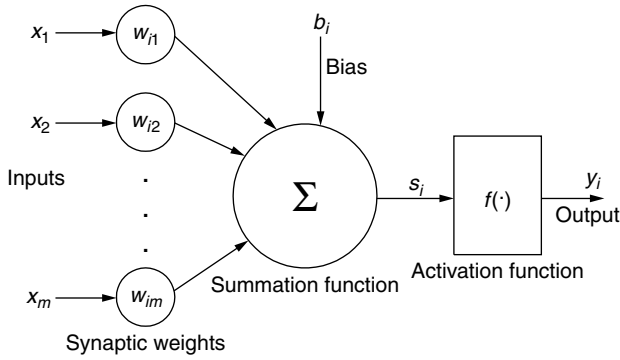 x1
wi1
bi
Bias
x2
wi2
Inputs
Σ
si
f(·)
yi
Output
xm
wim
Summation function
Activation function
Synaptic weights